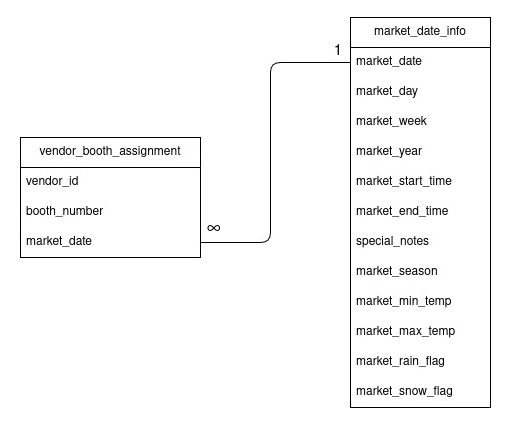 market_date_info
1
market_date
market_day
market_week
market_year
market_start_time
market_end_time
special_notes
market_season
market_min_temp
market_max_temp
market_rain_flag
market_snow_flag
vendor_booth_assignment
vendor_id
booth_number
market_date
∞